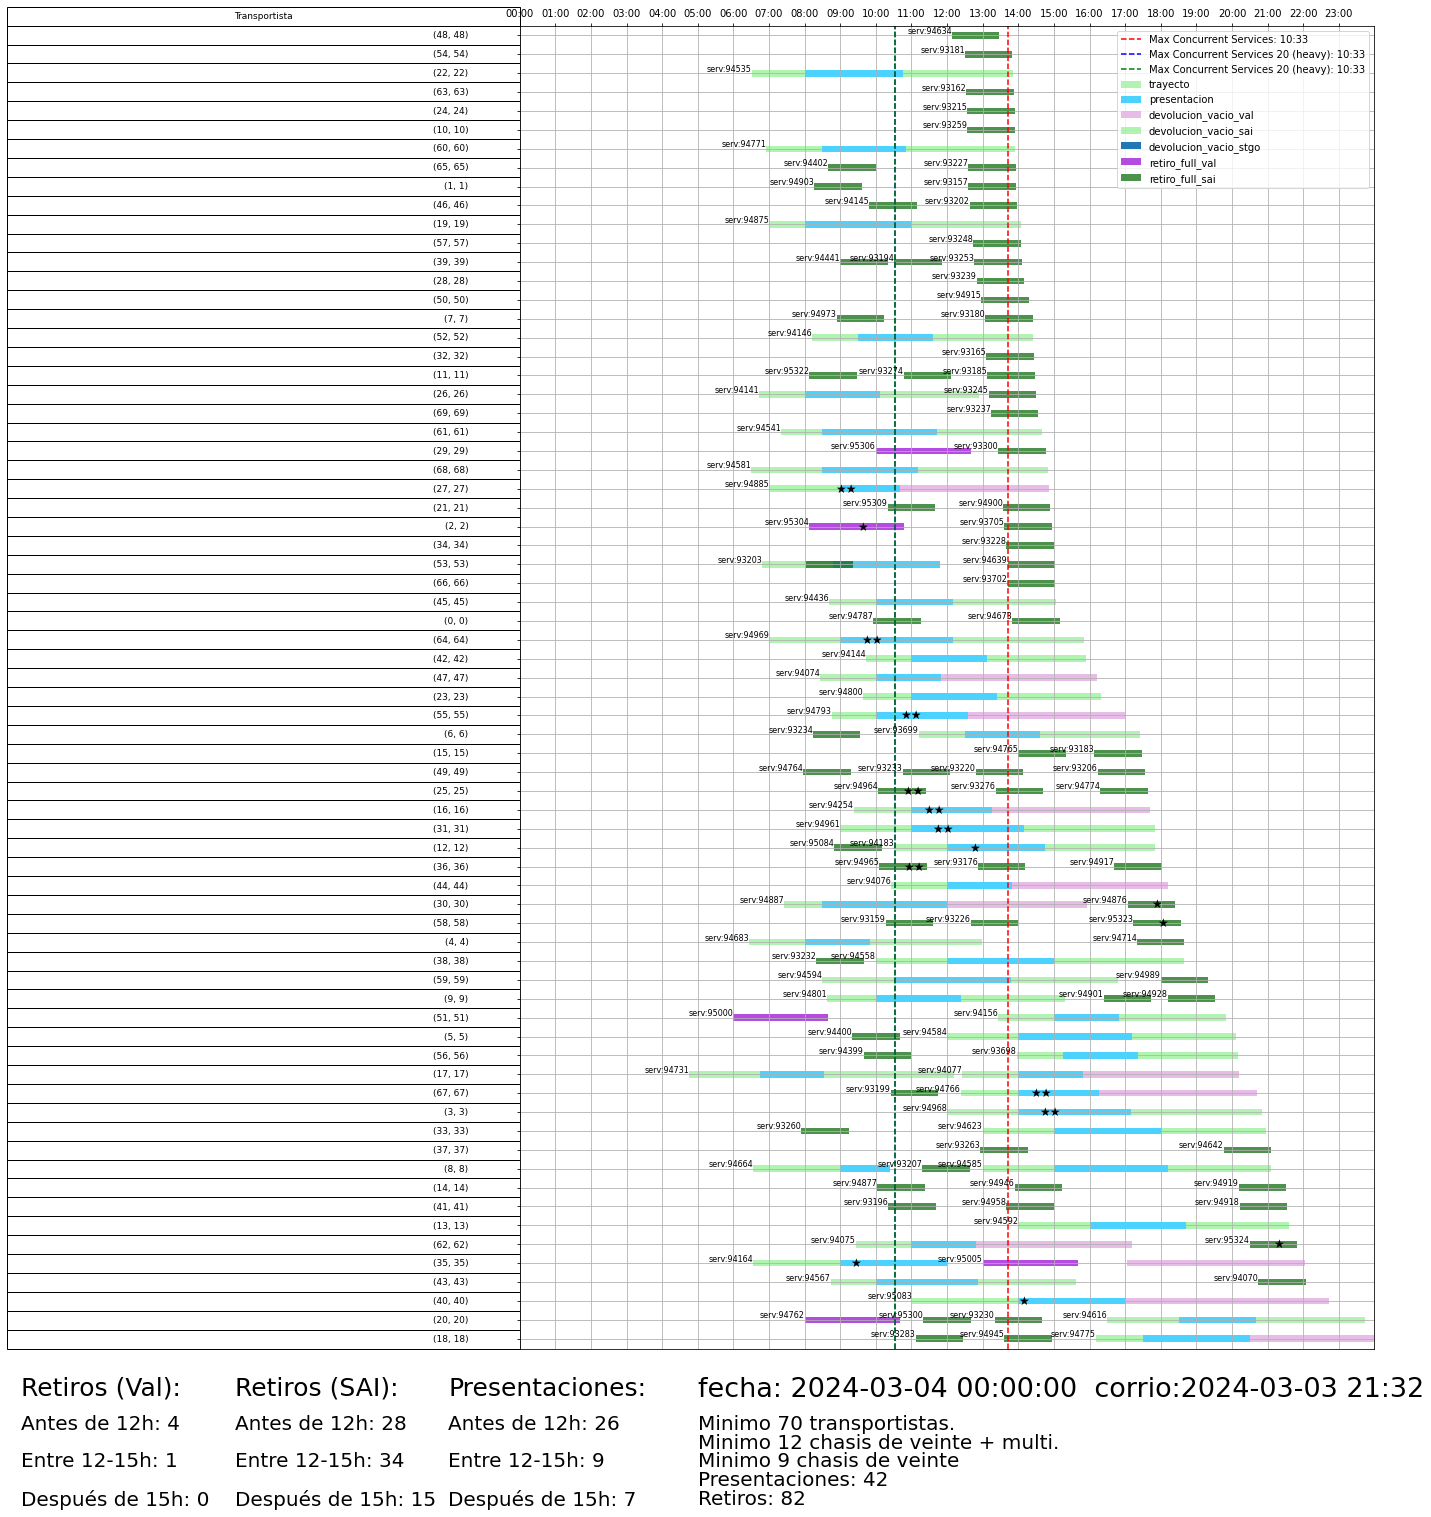 Transportista
00:00 01:00 02:00 03:00 04:00 05:00 06:00 07:00 08:00 09:00 10:00 11:00 12:00 13:00 14:00 15:00 16:00 17:00 18:00 19:00 20:00 21:00 22:00 23:00
Max Concurrent Services: 10:33
Max Concurrent Services 20 (heavy): 10:33
Max Concurrent Services 20 (heavy): 10:33
trayecto
presentacion
devolucion_vacio_val
devolucion_vacio_sai
devolucion_vacio_stgo
retiro_full_val
retiro_full_sai
(48, 48) serv:94634
(54, 54) serv:93181
(22, 22) serv:94535
(63, 63) serv:93162
(24, 24) serv:93215
(10, 10) serv:93259
(60, 60) serv:94771
(65, 65) serv:94402 serv:93227
(1, 1) serv:94903 serv:93157
(46, 46) serv:94145 serv:93202
(19, 19) serv:94875
(57, 57) serv:93248
(39, 39) serv:94441 serv:93194 serv:93253
(28, 28) serv:93239
(50, 50) serv:94915
(7, 7) serv:94973 serv:93180
(52, 52) serv:94146
(32, 32) serv:93165
(11, 11) serv:95322 serv:93274 serv:93185
(26, 26) serv:94141 serv:93245
(69, 69) serv:93237
(61, 61) serv:94541
(29, 29) serv:95306 serv:93300
(68, 68) serv:94581
(27, 27) serv:94885
(21, 21) serv:95309 serv:94900
(2, 2) serv:95304 serv:93705
(34, 34) serv:93228
(53, 53) serv:93203 serv:94639
(66, 66) serv:93702
(45, 45) serv:94436
(0, 0) serv:94787 serv:94673
(64, 64) serv:94969
(42, 42) serv:94144
(47, 47) serv:94074
(23, 23) serv:94800
(55, 55) serv:94793
(6, 6) serv:93234 serv:93699
(15, 15) serv:94765 serv:93183
(49, 49) serv:94764 serv:93233 serv:93220 serv:93206
(25, 25) serv:94964 serv:93276 serv:94774
(16, 16) serv:94254
(31, 31) serv:94961
(12, 12) serv:95084 serv:94183
(36, 36) serv:94965 serv:93176 serv:94917
(44, 44) serv:94076
(30, 30) serv:94887 serv:94876
(58, 58) serv:93159 serv:93226 serv:95323
(4, 4) serv:94683 serv:94714
(38, 38) serv:93232 serv:94558
(59, 59) serv:94594 serv:94989
(9, 9) serv:94801 serv:94901 serv:94928
(51, 51) serv:95000 serv:94156
(5, 5) serv:94400 serv:94584
(56, 56) serv:94399 serv:93698
(17, 17) serv:94731 serv:94077
(67, 67) serv:93199 serv:94766
(3, 3) serv:94968
(33, 33) serv:93260 serv:94623
(37, 37) serv:93263 serv:94642
(8, 8) serv:94664 serv:93207 serv:94585
(14, 14) serv:94877 serv:94946 serv:94919
(41, 41) serv:93196 serv:94958 serv:94918
(13, 13) serv:94592
(62, 62) serv:94075 serv:95324
(35, 35) serv:94164 serv:95005
(43, 43) serv:94567 serv:94070
(40, 40) serv:95083
(20, 20) serv:94762 serv:95300 serv:93230 serv:94616
(18, 18) serv:93283 serv:94945 serv:94775
Retiros (Val):
Antes de 12h: 4
Entre 12-15h: 1
Después de 15h: 0
Retiros (SAI):
Antes de 12h: 28
Entre 12-15h: 34
Después de 15h: 15
Presentaciones:
Antes de 12h: 26
Entre 12-15h: 9
Después de 15h: 7
fecha: 2024-03-04 00:00:00  corrio:2024-03-03 21:32
Minimo 70 transportistas.
Minimo 12 chasis de veinte + multi.
Minimo 9 chasis de veinte
Presentaciones: 42
Retiros: 82